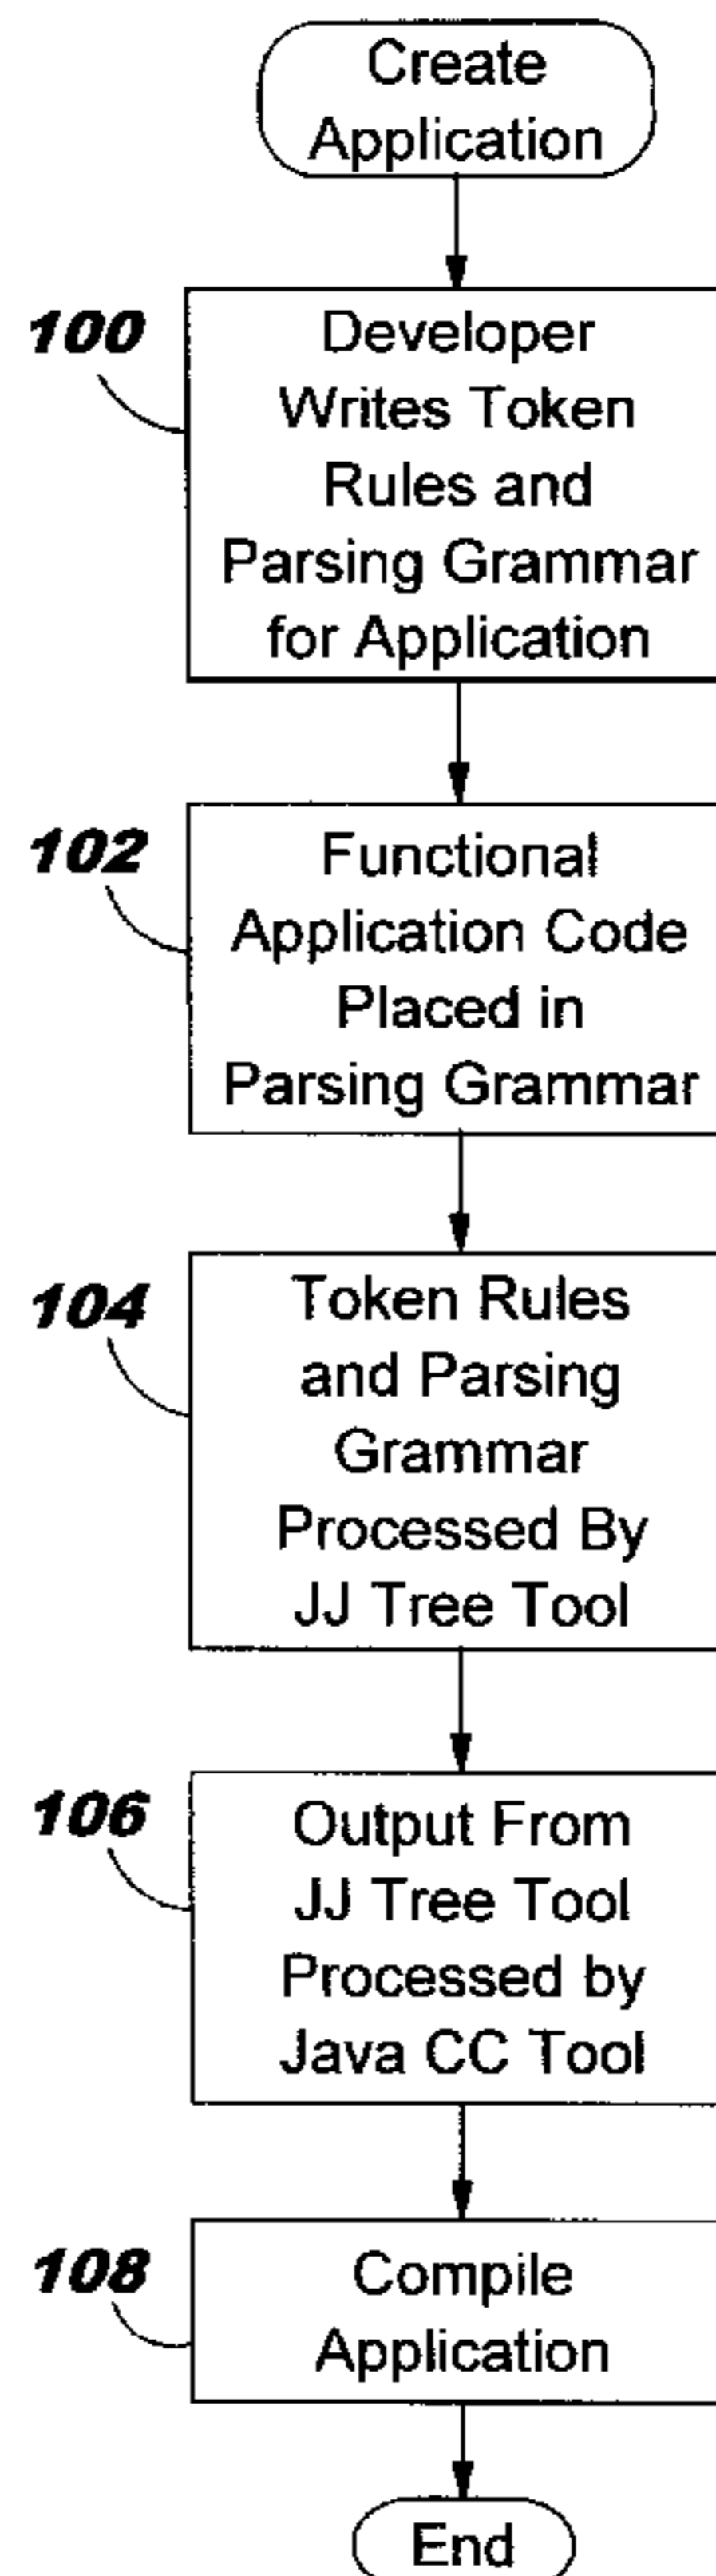 Create
Application
100
Developer
Writes Token
Rules and
Parsing Grammar
for Application
102
Functional
Application Code
Placed in
Parsing Grammar
104
Token Rules
and Parsing
Grammar
Processed By
JJ Tree Tool
106
Output From
JJ Tree Tool
Processed by
Java CC Tool
108
Compile
Application
End